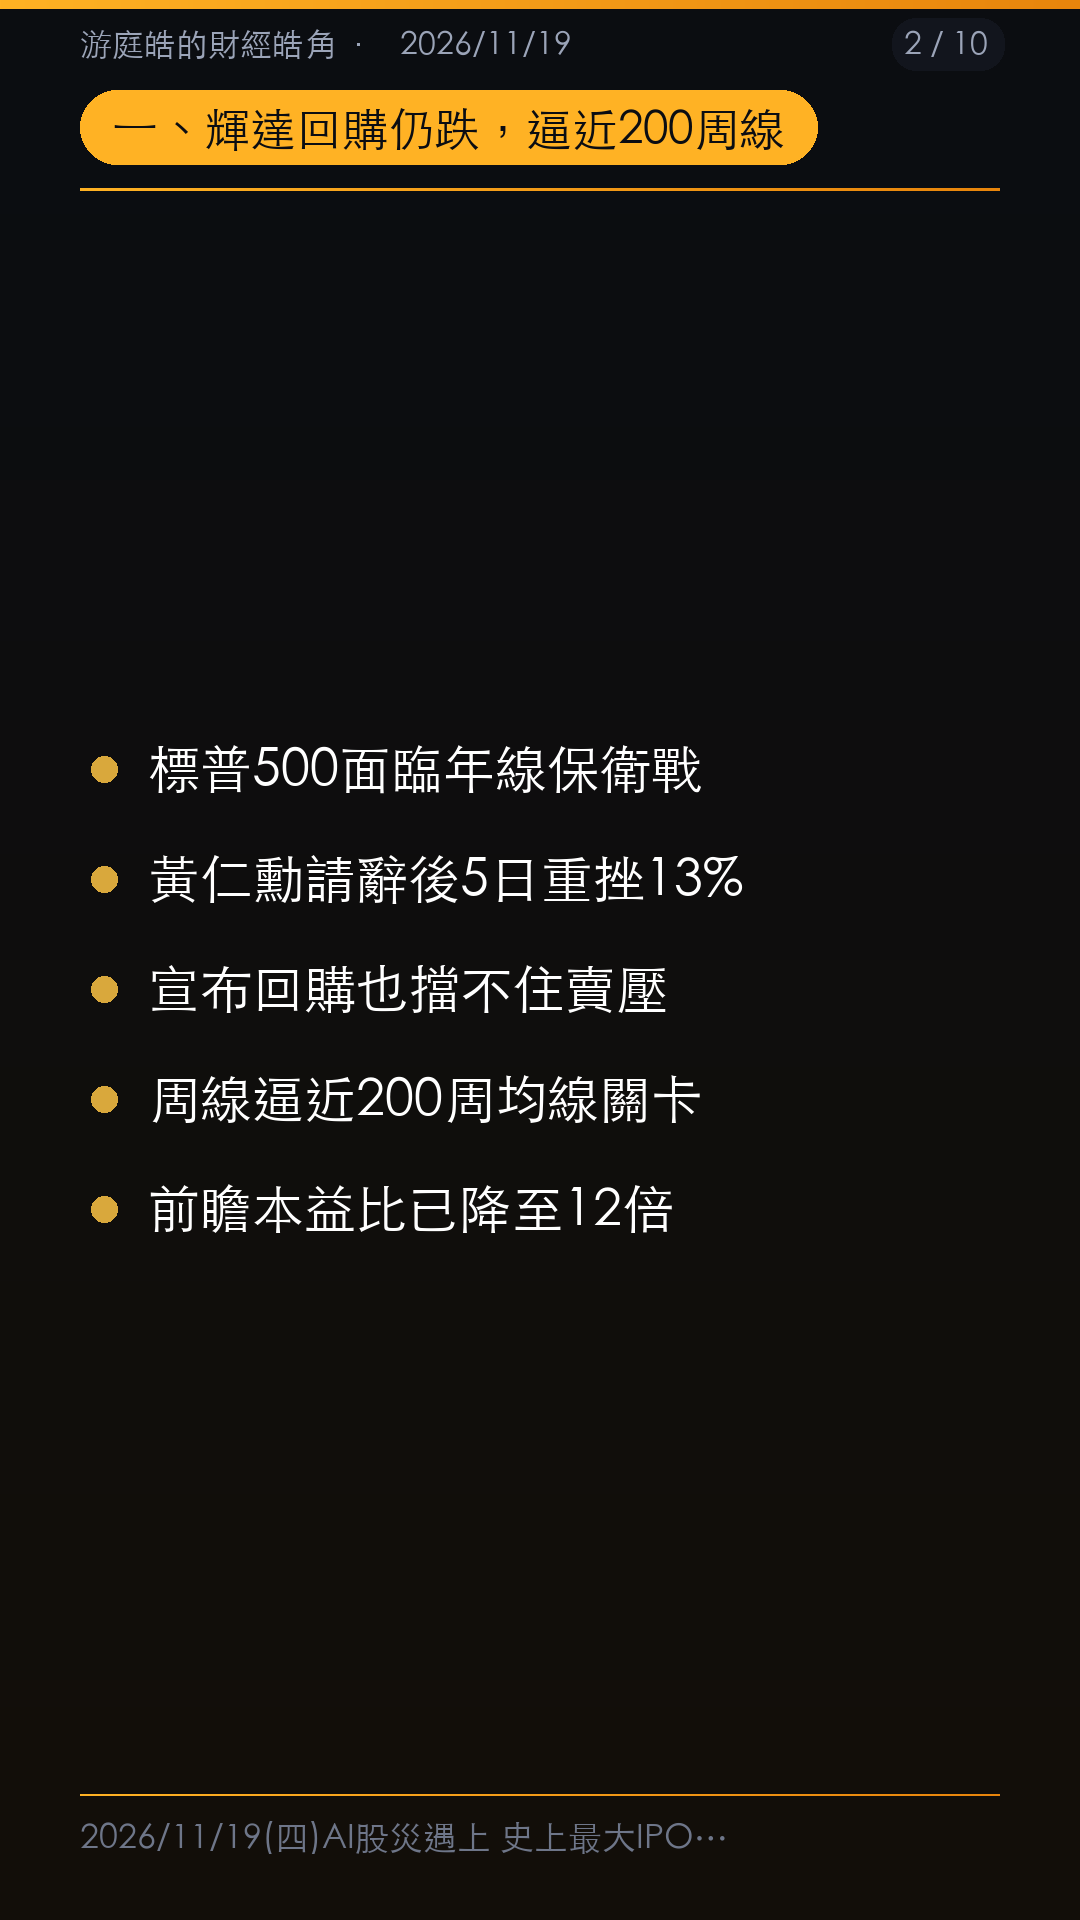 游庭皓的財經皓角 · 2026/11/19
2 / 10
一、輝達回購仍跌，逼近200周線
標普500面臨年線保衛戰
黃仁勳請辭後5日重挫13%
宣布回購也擋不住賣壓
周線逼近200周均線關卡
前瞻本益比已降至12倍
2026/11/19(四)AI股災遇上 史上最大IPO⋯